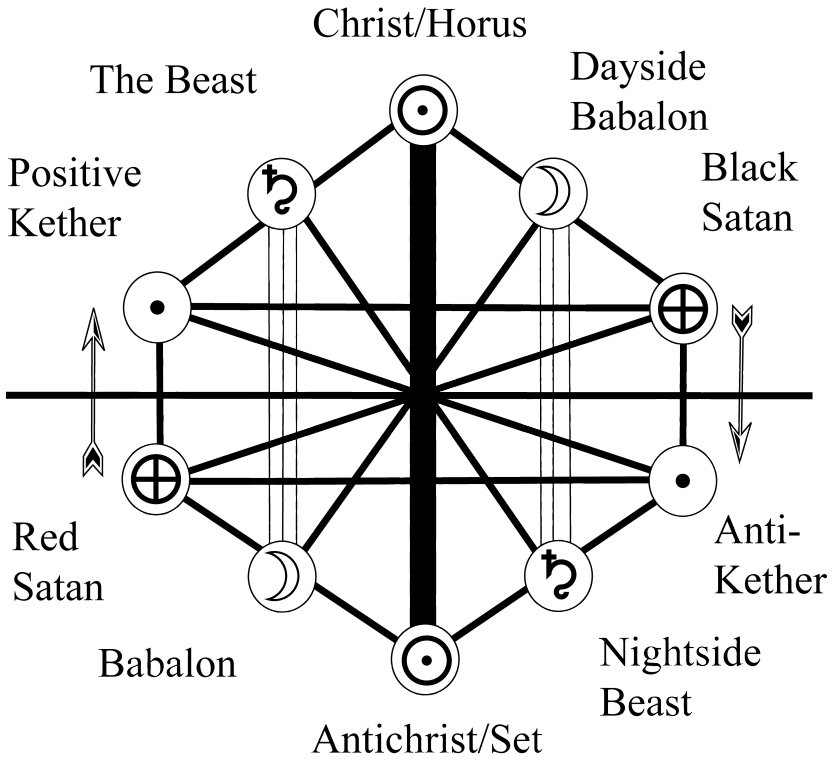 Christ/Horus
The Beast
Dayside
Babalon
Positive
Kether
Black
Satan
Red
Satan
Anti-
Kether
Babalon
Nightside
Beast
Antichrist/Set